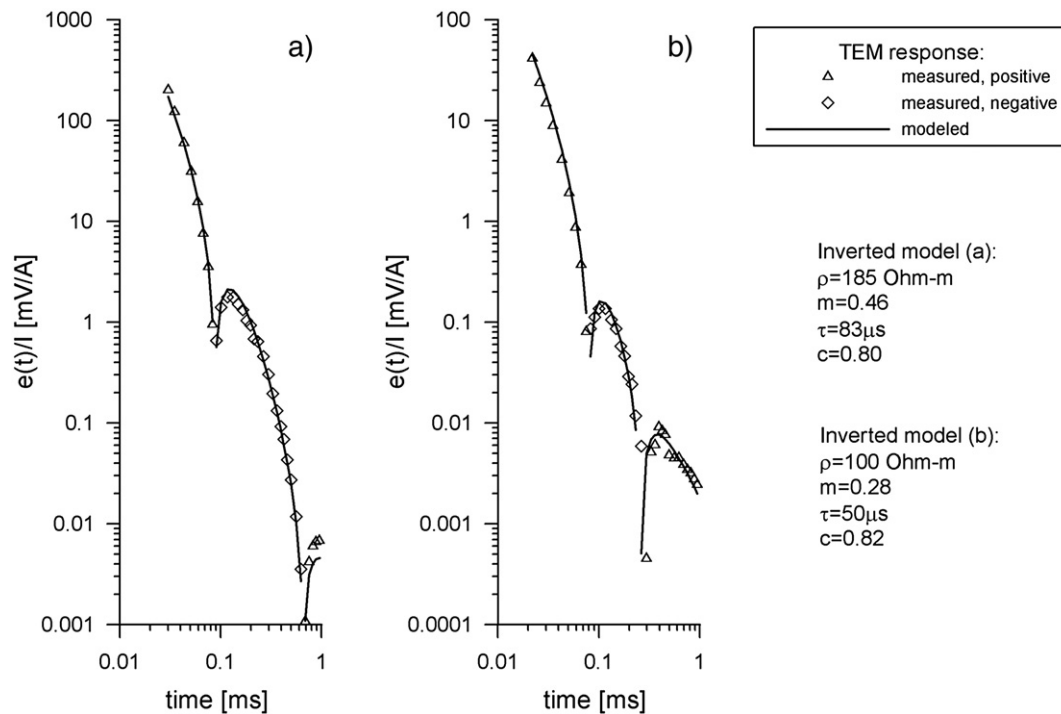 a)
1000
100
10
1
0.1
0.01
0.001
e(t)/I [mV/A]
0.01
0.1
1
time [ms]
b)
100
10
1
0.1
0.01
0.001
0.0001
e(t)/I [mV/A]
0.01
0.1
1
time [ms]
TEM response:
measured, positive
measured, negative
modeled
Inverted model (a):
ρ=185 Ohm-m
m=0.46
τ=83μs
c=0.80
Inverted model (b):
ρ=100 Ohm-m
m=0.28
τ=50μs
c=0.82